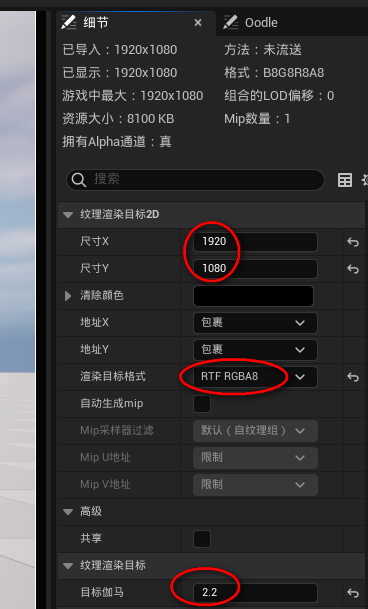 细节 × Oodle
已导入：1920x1080 方法：未流送
已显示：1920x1080 格式：B8G8R8A8
游戏中最大：1920x1080 组合的LOD偏移：0
资源大小：8100 KB Mip数量：1
拥有Alpha通道：真
搜索
纹理渲染目标2D
尺寸X 1920
尺寸Y 1080
清除颜色
地址X 包裹
地址Y 包裹
渲染目标格式 RTF RGBA8
自动生成mip
Mip采样器过滤 默认（自纹理组）
Mip U地址 限制
Mip V地址 限制
高级
共享
纹理渲染目标
目标伽马 2.2